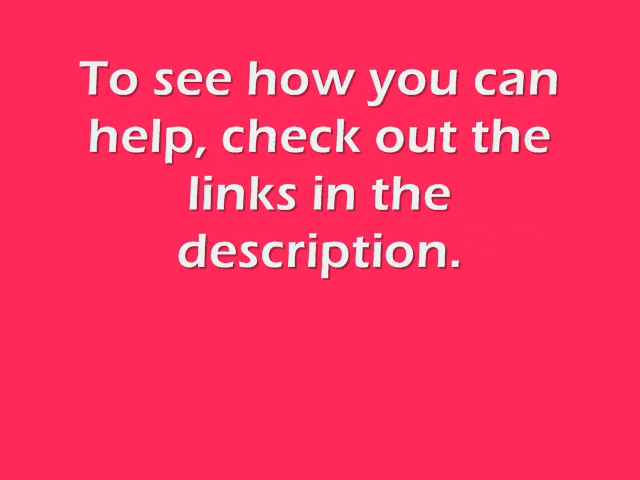 To see how you can
help, check out the
links in the
description.